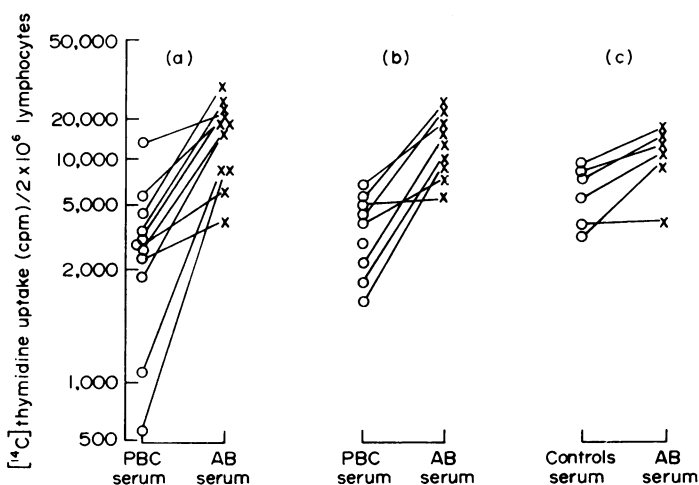 [¹⁴C]thymidine uptake (cpm)/2 x 10⁶ lymphocytes
50,000
20,000
10,000
5,000
2,000
1,000
500
(a)
(b)
(c)
PBC
serum
AB
serum
PBC
serum
AB
serum
Controls
serum
AB
serum